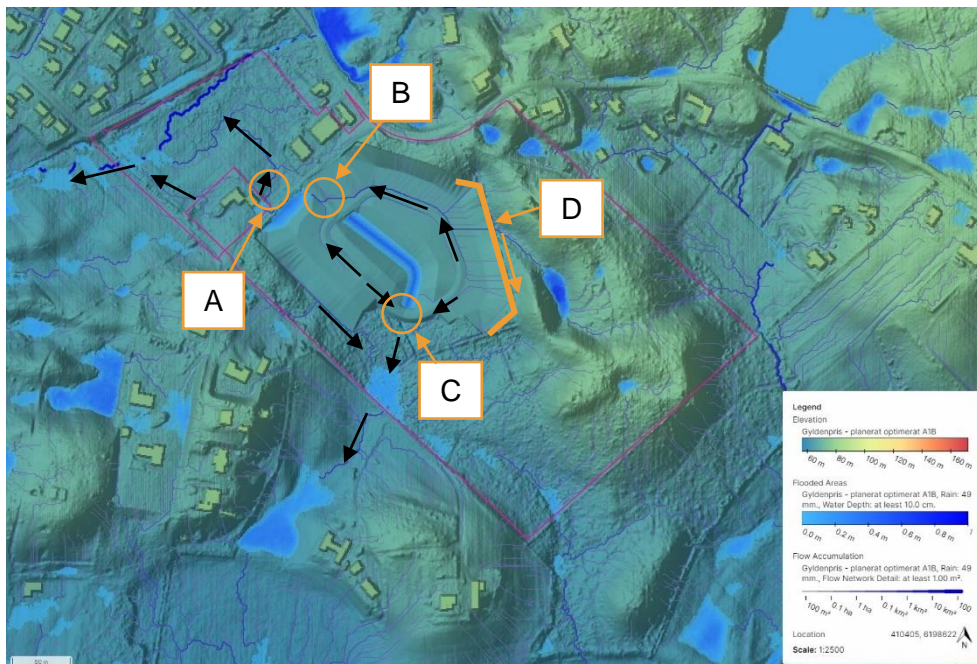 B
D
A
C
Legend
Elevation
Gyldenpris - planerat optimerat A1B
60 m 80 m 100 m 120 m 140 m 160 m
Flooded Areas
Gyldenpris - planerat optimerat A1B, Rain: 49
mm., Water Depth: at least 10.0 cm.
0.0 m 0.2 m 0.4 m 0.6 m 0.8 m
Flow Accumulation
Gyldenpris - planerat optimerat A1B, Rain: 49
mm., Flow Network Detail: at least 1.00 m².
100 m² 0.1 ha 1 ha 0.1 km² 1 km² 10 km² 100
Location 410405, 6198622
Scale: 1:2500 N
50 m